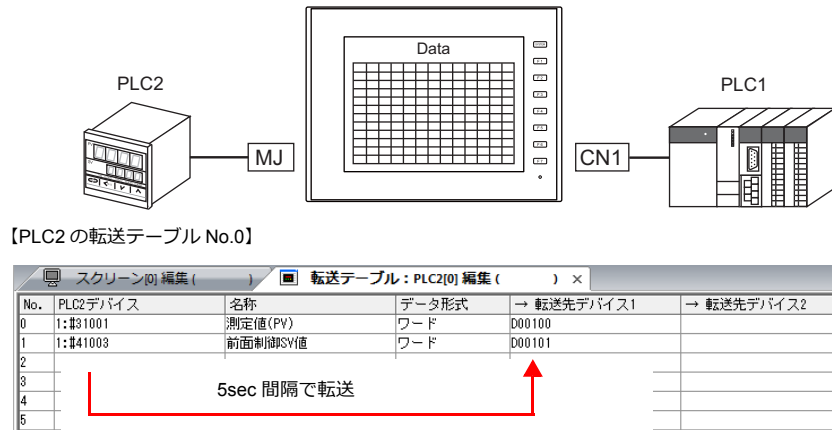 Data
PLC2
PLC1
MJ
CN1
【PLC2 の転送テーブル No.0】
スクリーン[0] 編集 ( ) 転送テーブル : PLC2[0] 編集 ( ) ×
No. PLC2デバイス 名称 データ形式 → 転送先デバイス1 → 転送先デバイス2
0 1:#31001 測定値(PV) ワード D00100
1 1:#41003 前面制御SV値 ワード D00101
2
3
5sec 間隔で転送
4
5